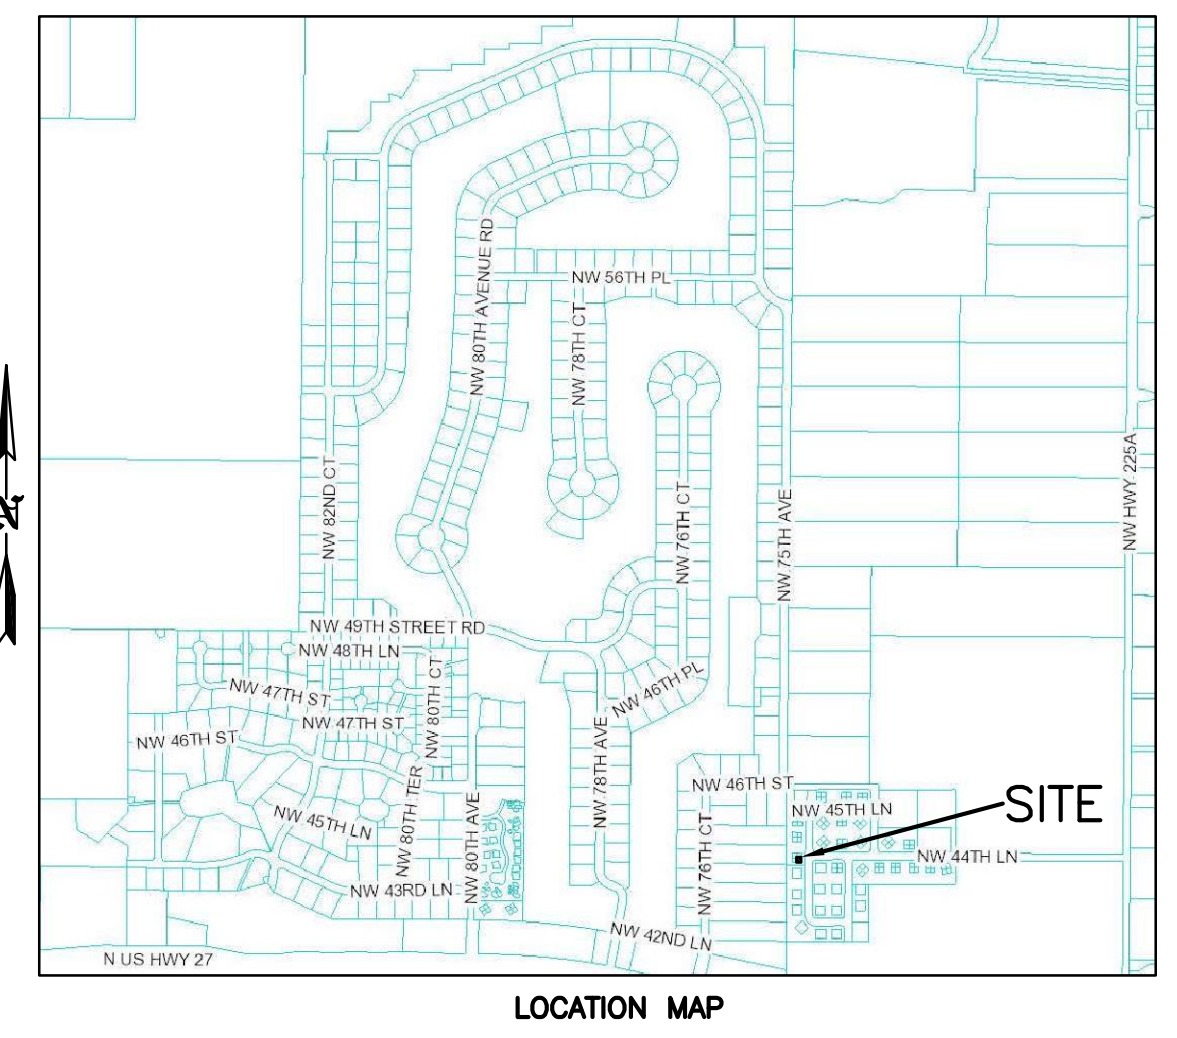 NW 56TH PL
NW 80TH AVENUE RD
NW 78TH CT
NW 82ND CT
NW 76TH CT
NW 75TH AVE
NW HWY 225A
NW 49TH STREET RD
NW 48TH LN
NW 47TH ST
NW 80TH CT
NW 46TH PL
NW 47TH ST
NW 46TH ST
NW 78TH AVE
NW 46TH ST
NW 45TH LN
SITE
NW 45TH LN
NW 80TH TER
NW 80TH AVE
NW 76TH CT
NW 44TH LN
NW 43RD LN
NW 42ND LN
N US HWY 27
LOCATION MAP